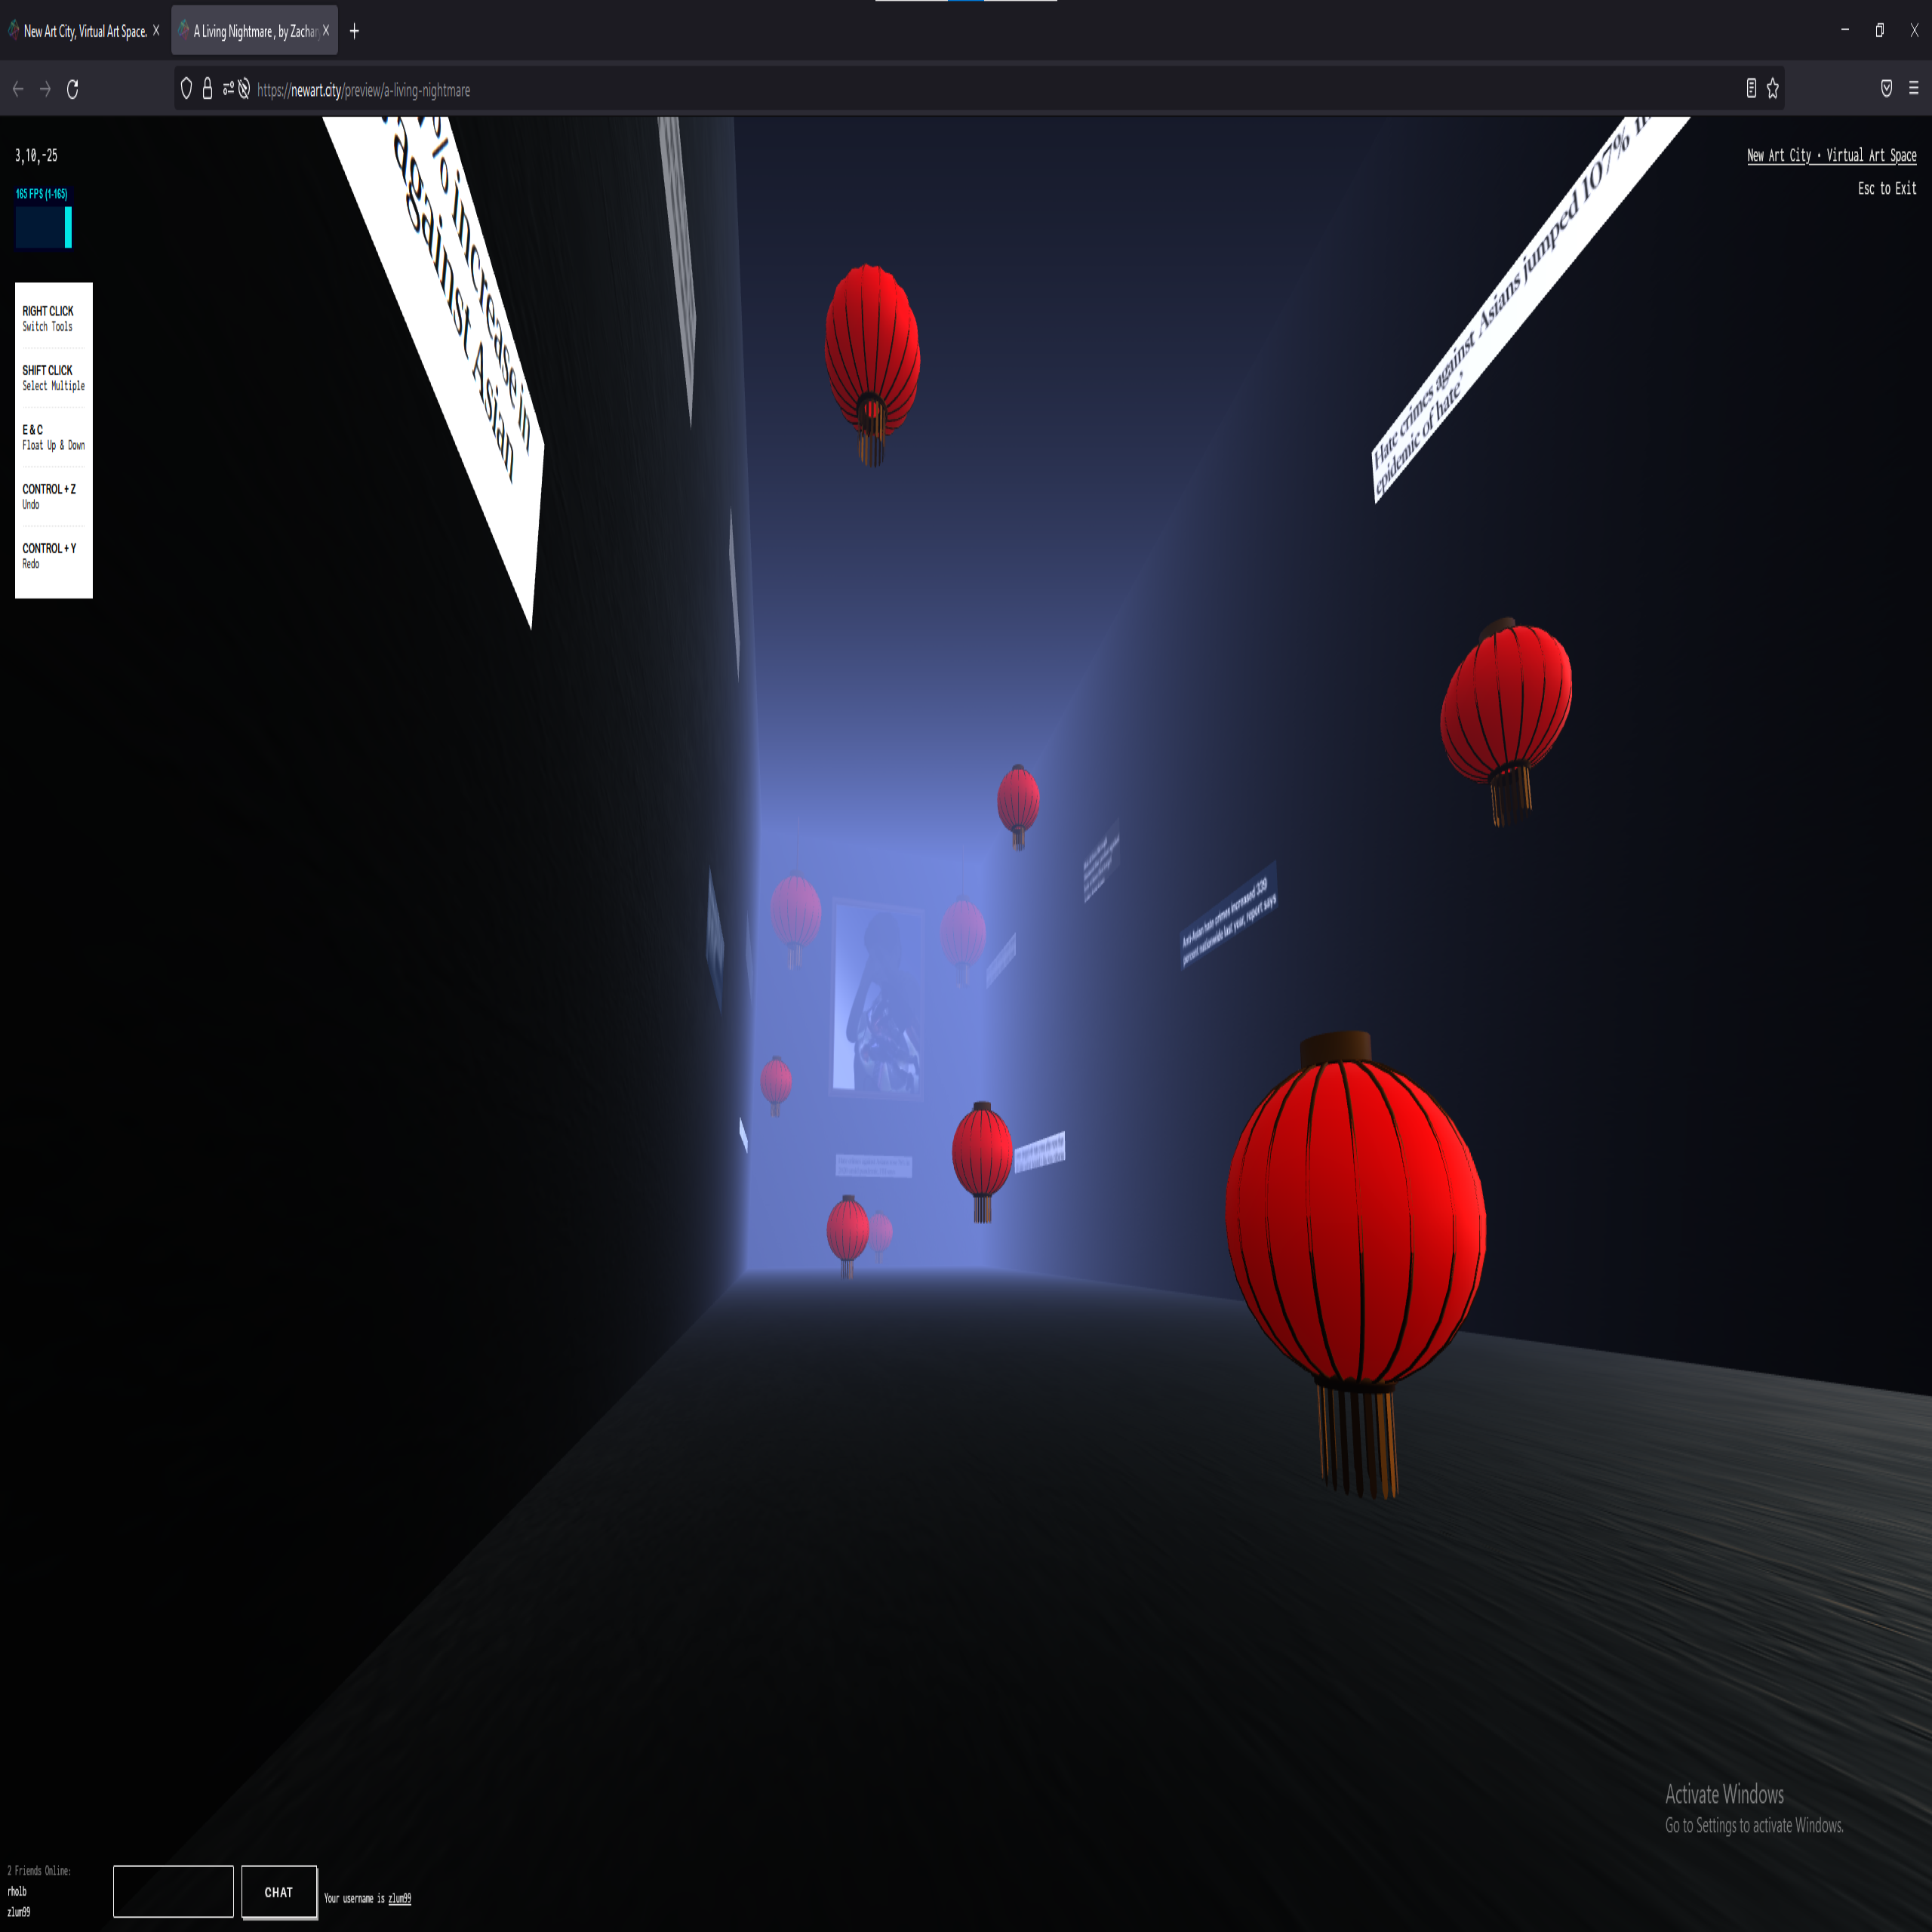 New Art City, Virtual Art Space.
A Living Nightmare , by Zachar
https://newart.city/preview/a-living-nightmare
3,10,-25
165 FPS (1-165)
New Art City · Virtual Art Space
Esc to Exit
RIGHT CLICK
Switch Tools
SHIFT CLICK
Select Multiple
E & C
Float Up & Down
CONTROL + Z
Undo
CONTROL + Y
Redo
% increase in
against Asian
Hate crimes against Asians jumped 107% in
epidemic of hate'
Anti-Asian hate crimes increased 339
percent nationwide last year, report says
Activate Windows
Go to Settings to activate Windows.
2 Friends Online:
rholb
zlum99
CHAT
Your username is zlum99